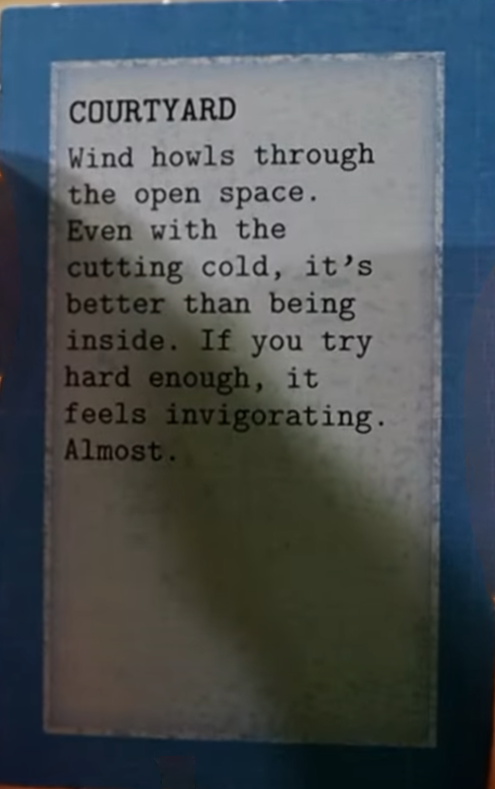 COURTYARD
Wind howls through
the open space.
Even with the
cutting cold, it's
better than being
inside. If you try
hard enough, it
feels invigorating.
Almost.